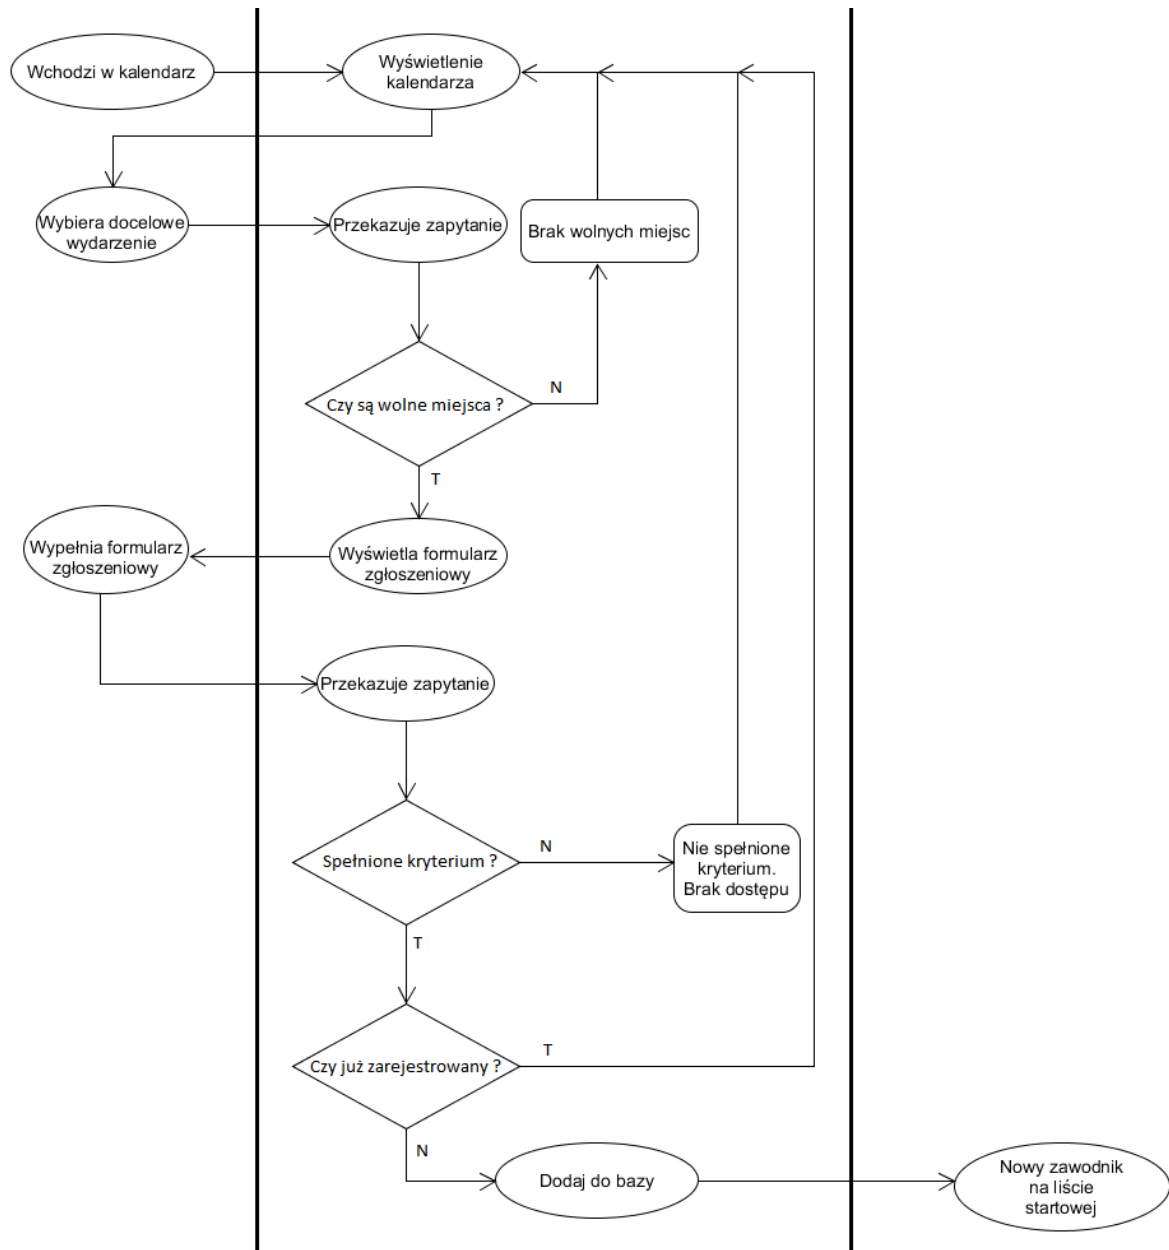 Wchodzi w kalendarz
Wyświetlenie
kalendarza
Wybiera docelowe
wydarzenie
Przekazuje zapytanie
Brak wolnych miejsc
Czy są wolne miejsca ?
N
T
Wypełnia formularz
zgłoszeniowy
Wyświetla formularz
zgłoszeniowy
Przekazuje zapytanie
Spełnione kryterium ?
N
Nie spełnione
kryterium.
Brak dostępu
T
Czy już zarejestrowany ?
T
N
Dodaj do bazy
Nowy zawodnik
na liście
startowej